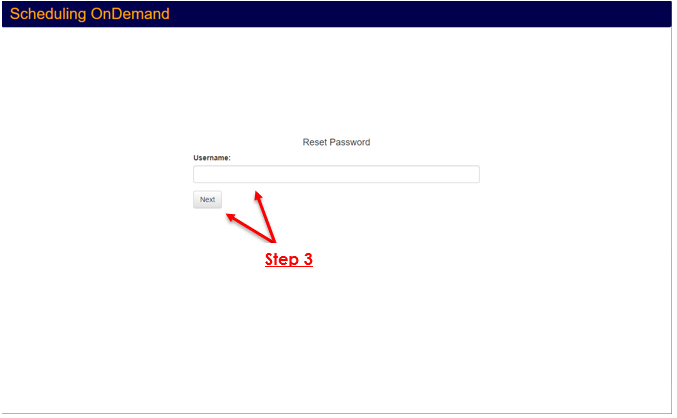 Scheduling OnDemand
Reset Password
Username:
Next
Step 3